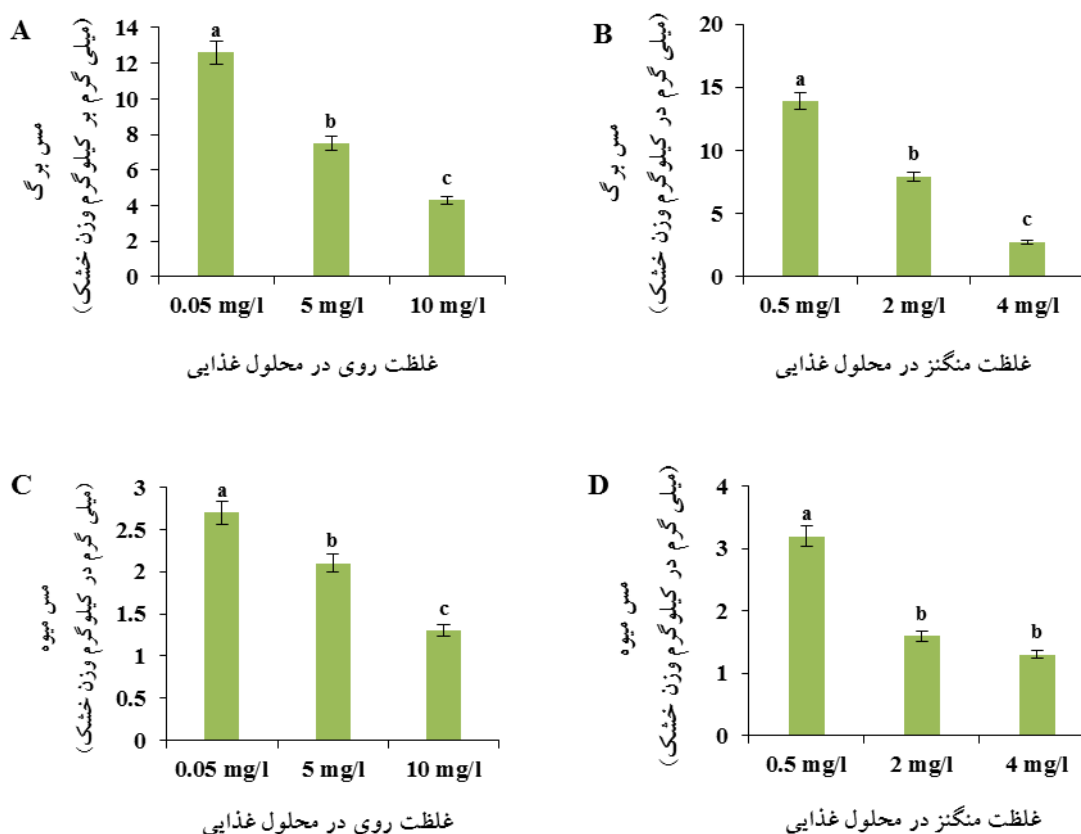 A
مس برگ
(میلی گرم بر کیلوگرم وزن خشک)
14
12
10
8
6
4
2
0
a
b
c
0.05 mg/l
5 mg/l
10 mg/l
غلظت روی در محلول غذایی
B
مس برگ
(میلی گرم در کیلوگرم وزن خشک)
20
15
10
5
0
a
b
c
0.5 mg/l
2 mg/l
4 mg/l
غلظت منگنز در محلول غذایی
C
مس میوه
(میلی گرم در کیلوگرم وزن خشک)
3
2.5
2
1.5
1
0.5
0
a
b
c
0.05 mg/l
5 mg/l
10 mg/l
غلظت روی در محلول غذایی
D
مس میوه
(میلی گرم در کیلوگرم وزن خشک)
4
3
2
1
0
a
b
b
0.5 mg/l
2 mg/l
4 mg/l
غلظت منگنز در محلول غذایی